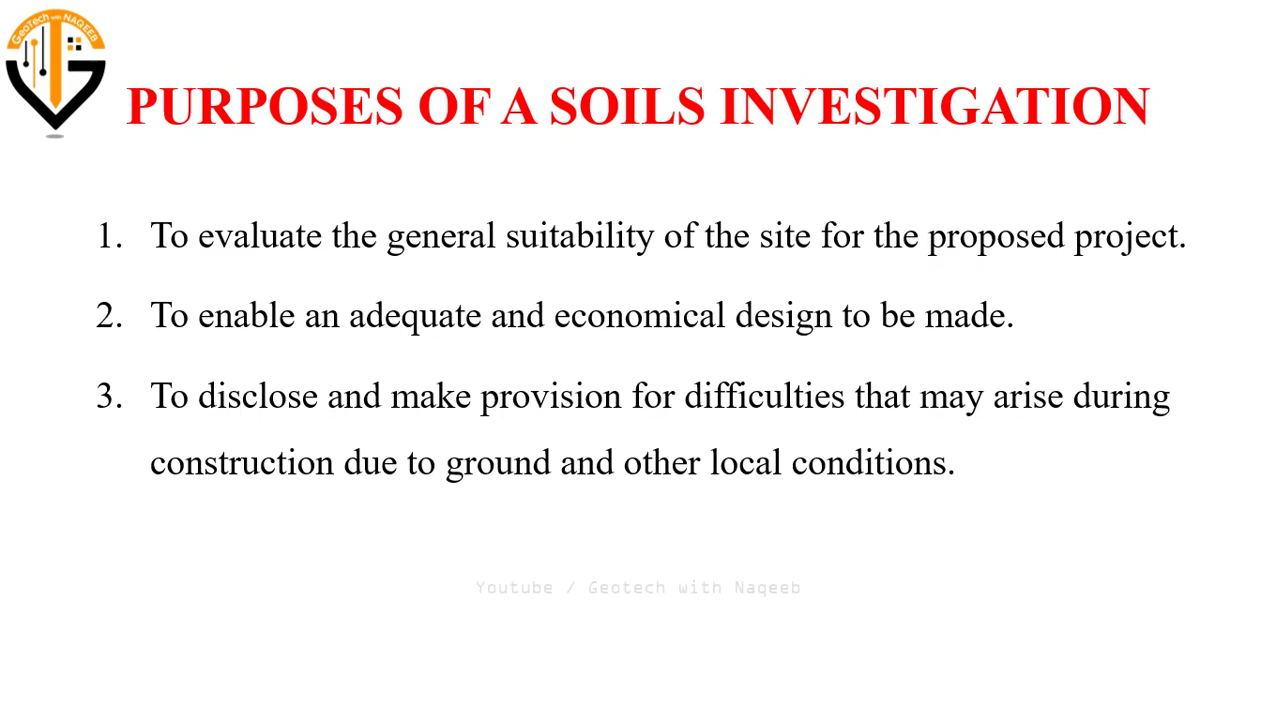 GeoTech with NAQEEB
PURPOSES OF A SOILS INVESTIGATION
1. To evaluate the general suitability of the site for the proposed project.
2. To enable an adequate and economical design to be made.
3. To disclose and make provision for difficulties that may arise during
construction due to ground and other local conditions.
Youtube / Geotech with Naqeeb